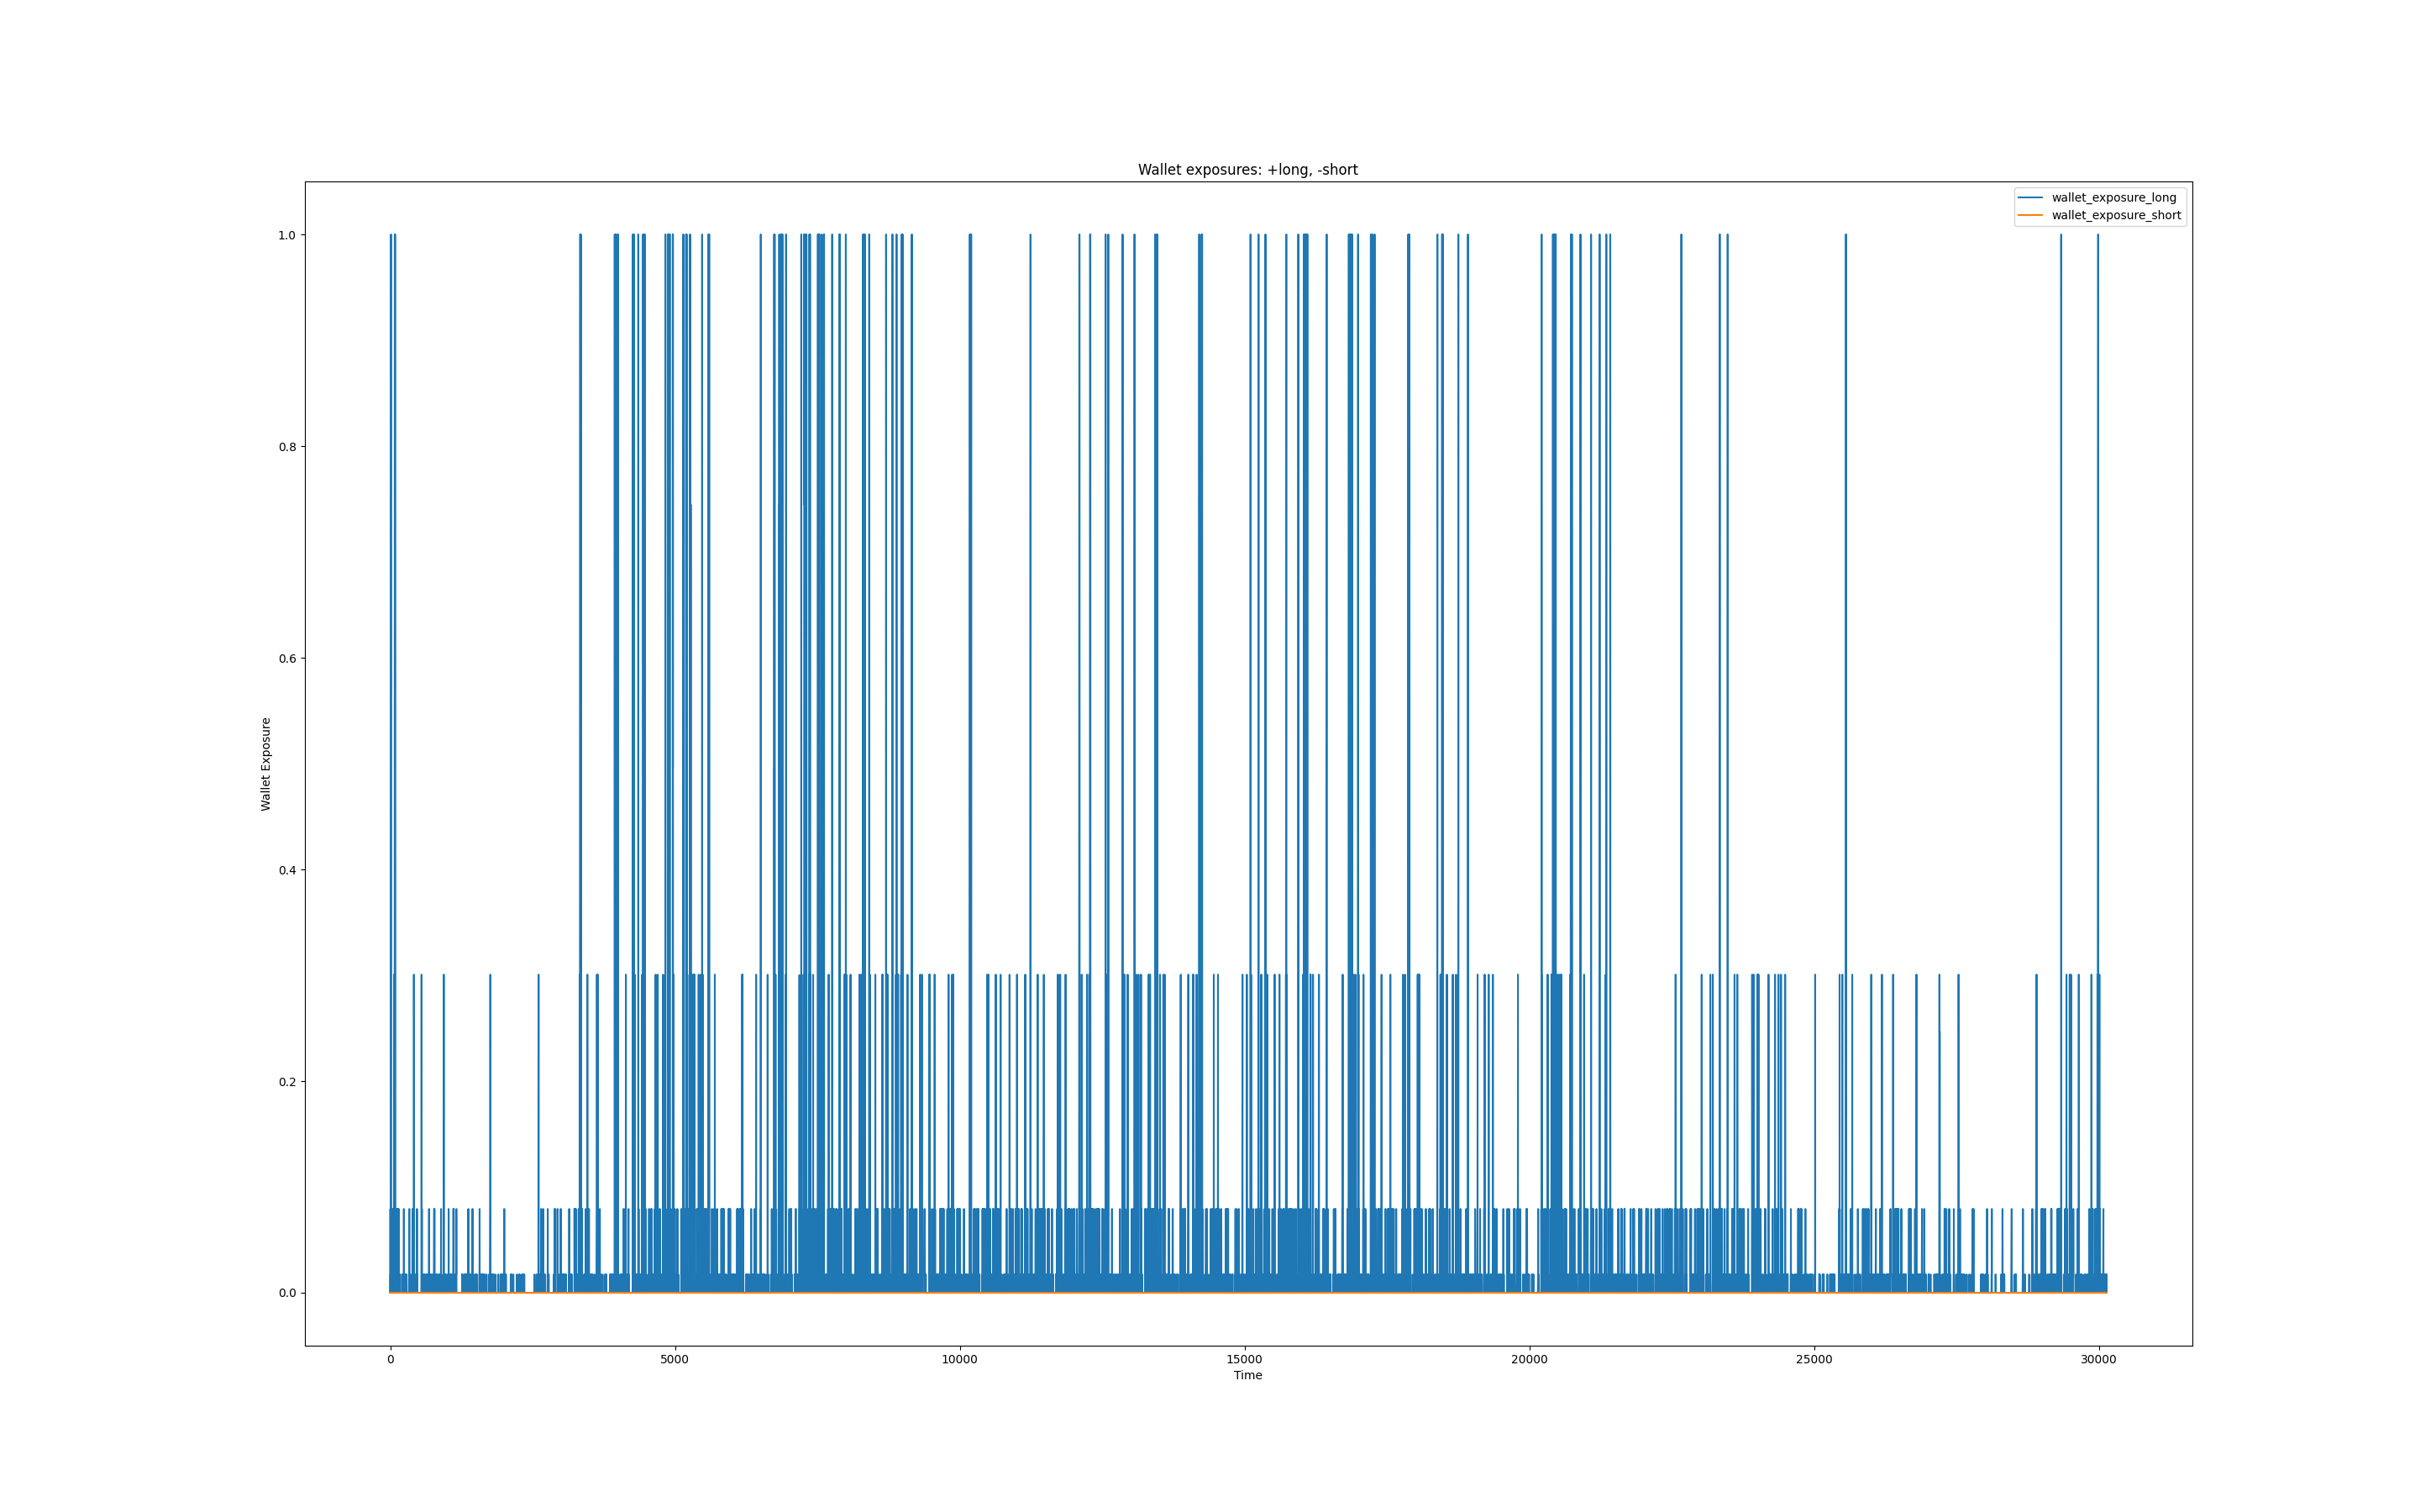 Wallet exposures: +long, -short
wallet_exposure_long
wallet_exposure_short
1.0
0.8
0.6
0.4
0.2
0.0
Wallet Exposure
0 5000 10000 15000 20000 25000 30000
Time